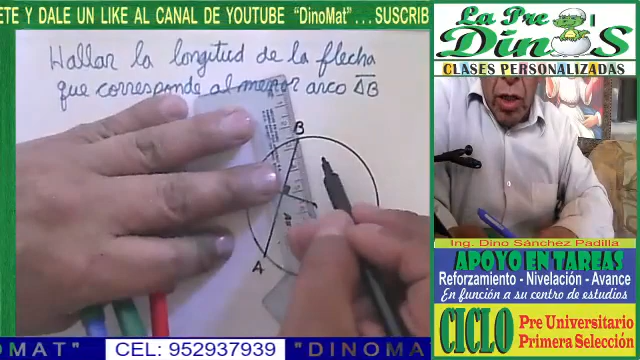 ETE Y DALE UN LIKE AL CANAL DE YOUTUBE "DinoMat"... SUSCRIB
Hallar la longitud de la flecha
que corresponde al menor arco AB
B
A
La Pre
DinoS
CLASES PERSONALIZADAS
Ing. Dino Sánchez Padilla
APOYO EN TAREAS
Reforzamiento - Nivelación - Avance
En función a su centro de estudios
CICLO
Pre Universitario
Primera Selección
NOMAT"
CEL: 952937939
"DINOMAT"